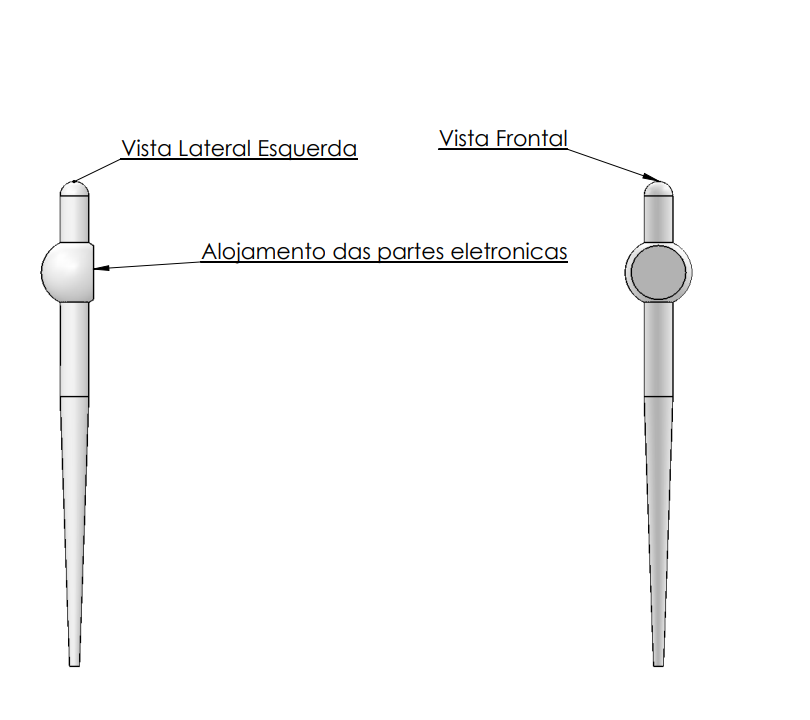 Vista Lateral Esquerda
Vista Frontal
Alojamento das partes eletronicas